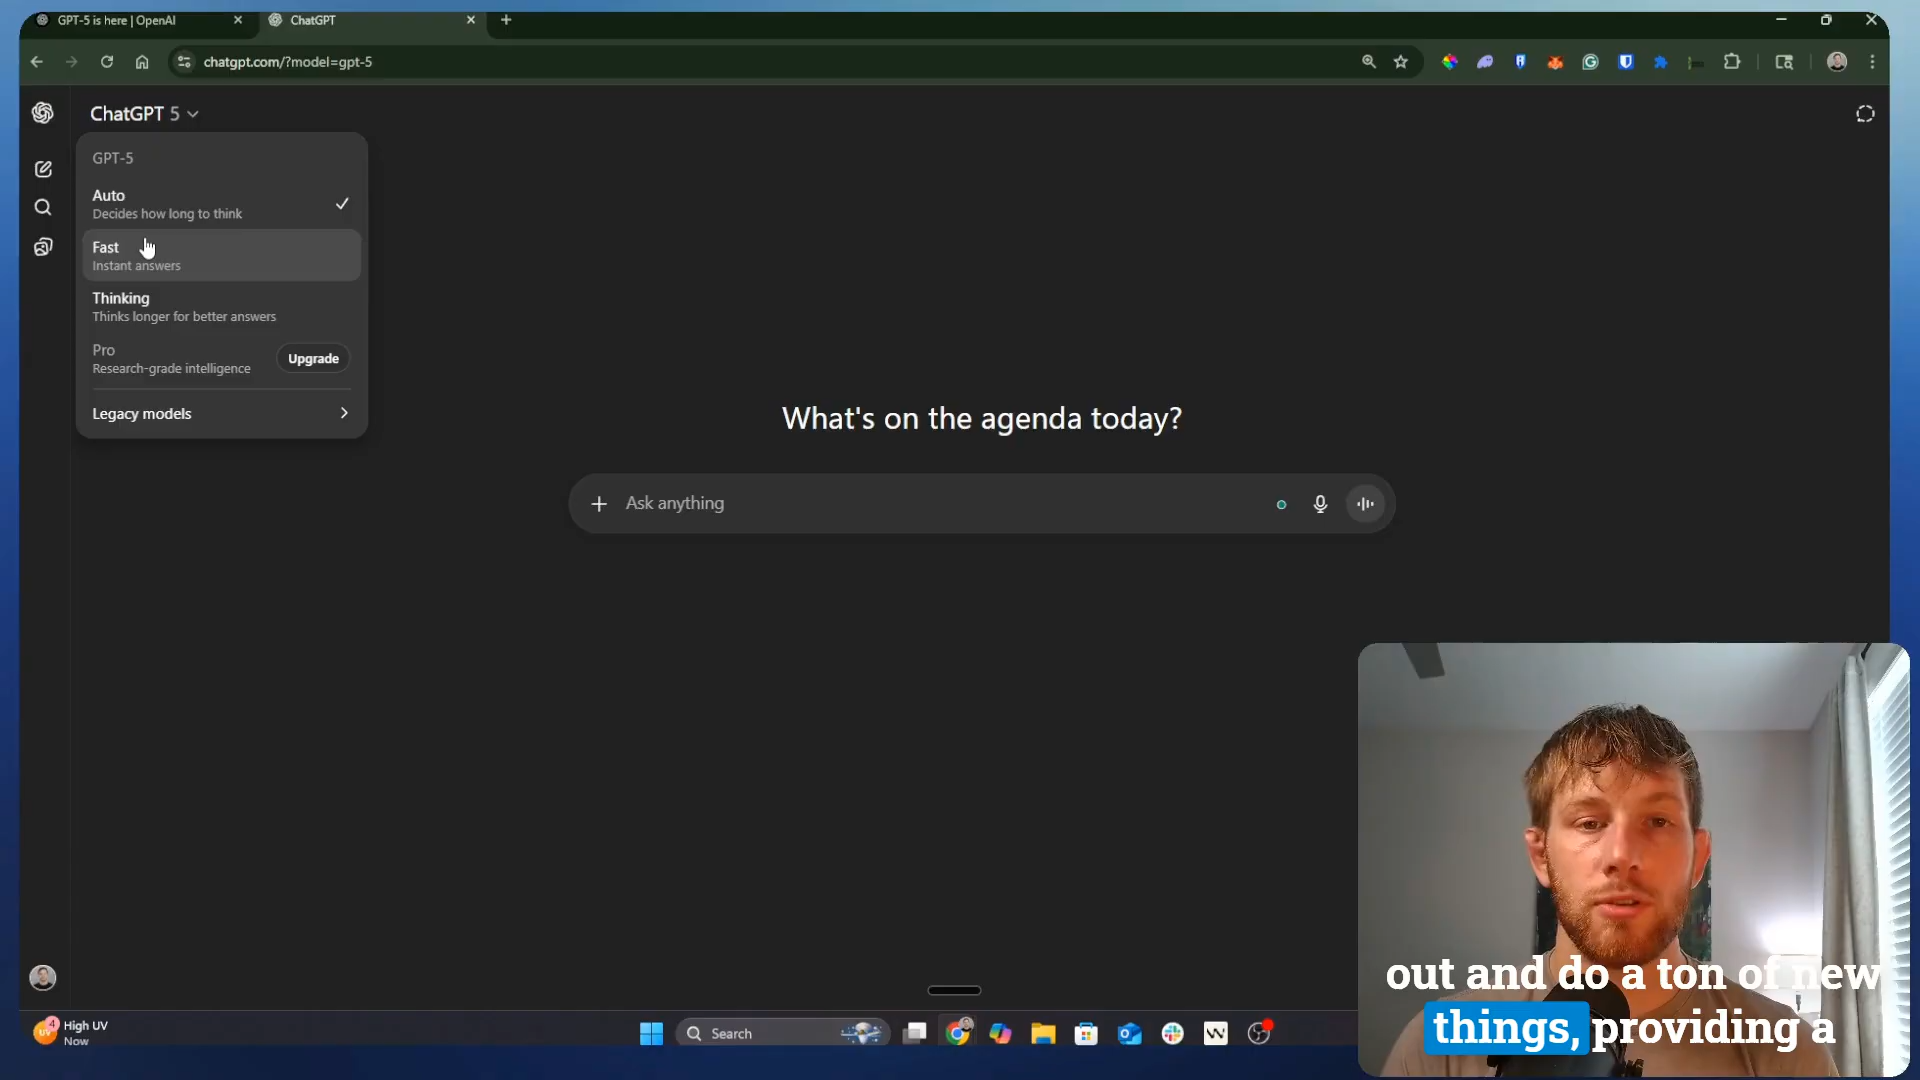 GPT-5 is here | OpenAI
ChatGPT
chatgpt.com/?model=gpt-5
ChatGPT 5
GPT-5
Auto
Decides how long to think
Fast
Instant answers
Thinking
Thinks longer for better answers
Pro
Research-grade intelligence
Upgrade
Legacy models
What's on the agenda today?
Ask anything
out and do a ton of new
things, providing a
4
High UV
Now
Search